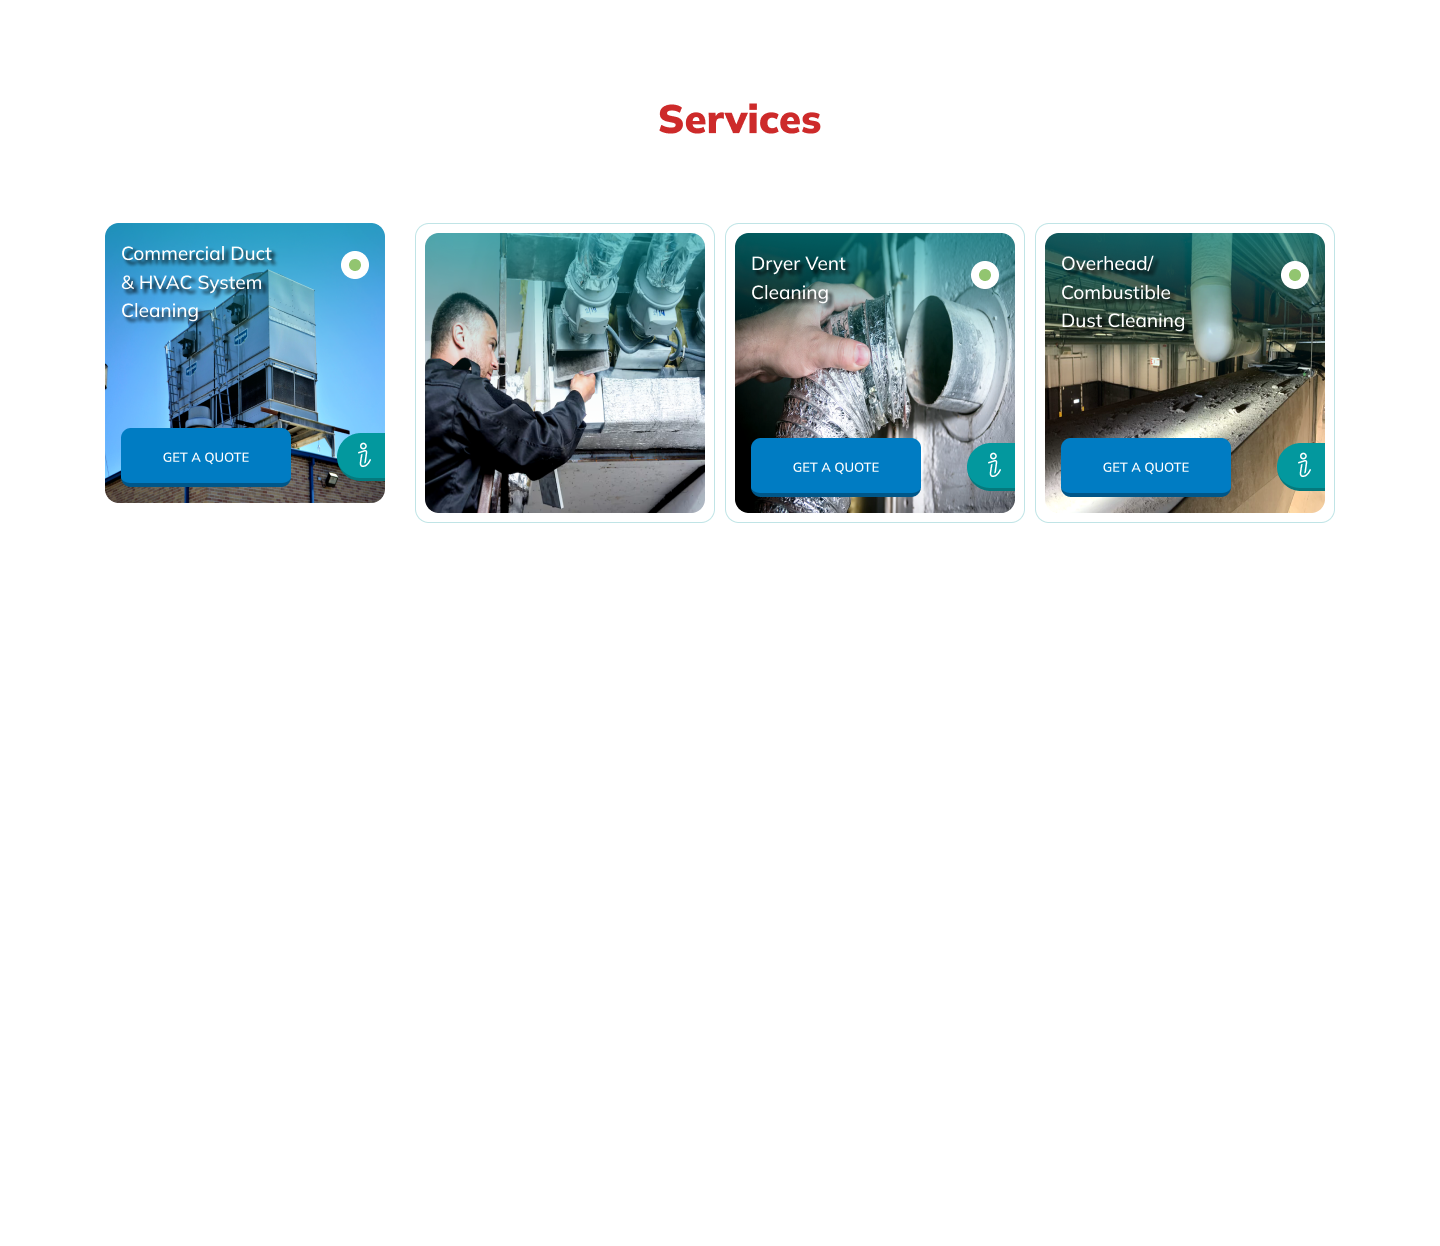 Services
Commercial Duct
& HVAC System
Cleaning
GET A QUOTE
Dryer Vent
Cleaning
GET A QUOTE
Overhead/
Combustible
Dust Cleaning
GET A QUOTE